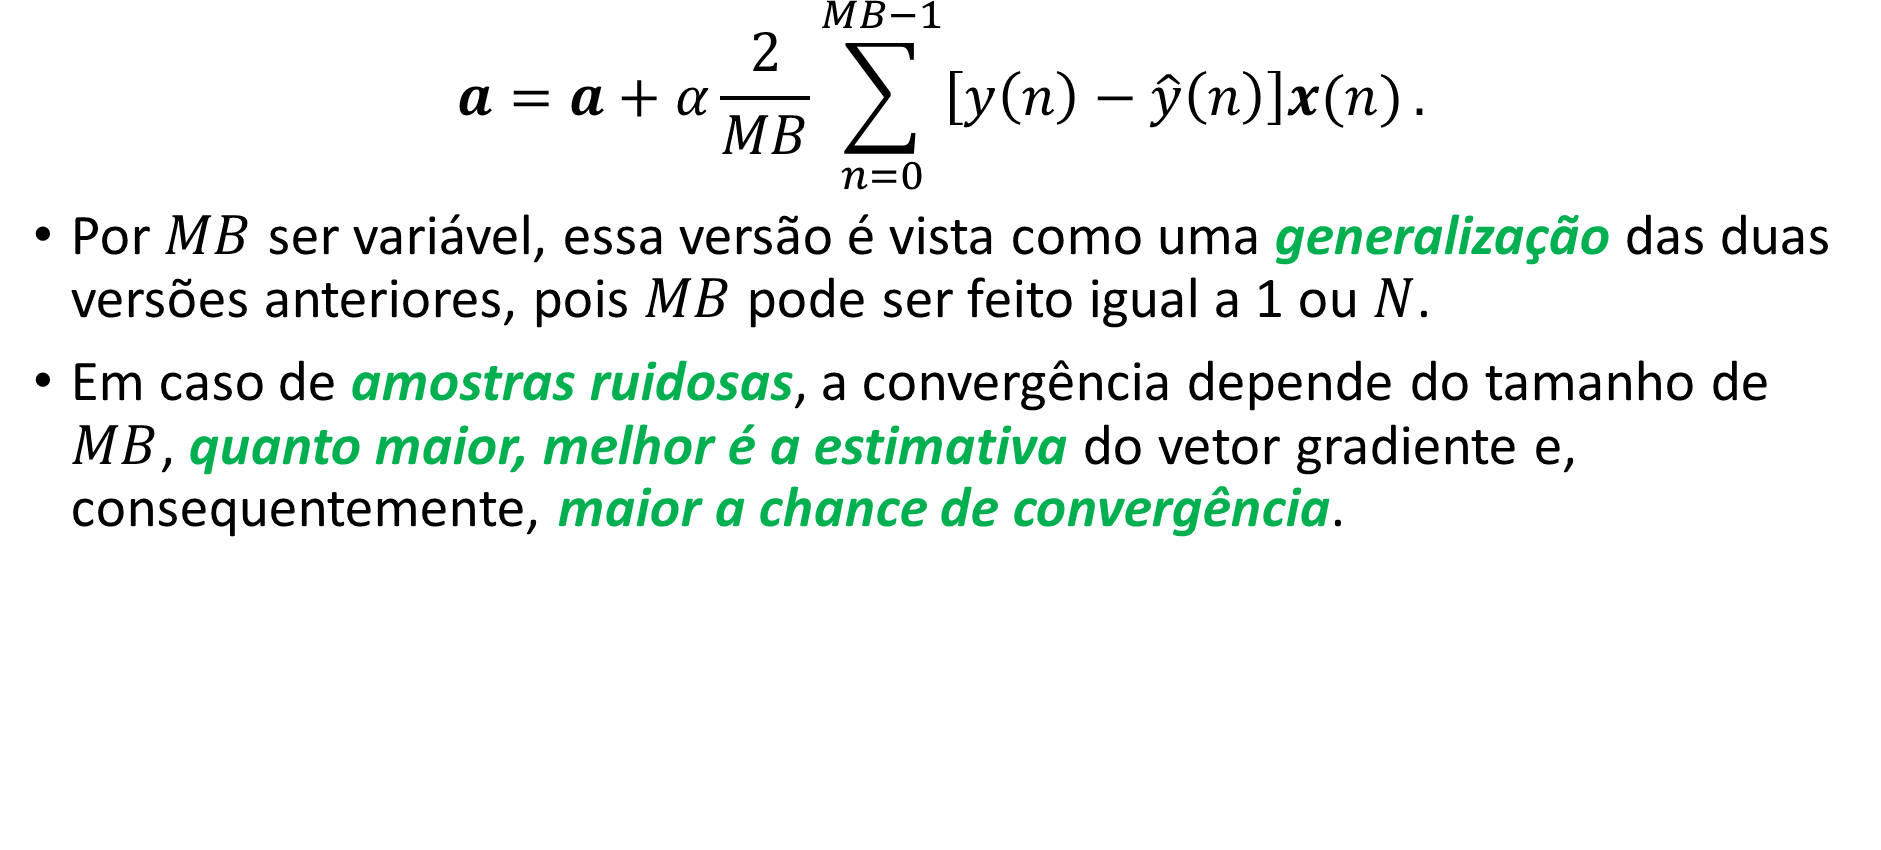 𝒂 = 𝒂 + α \frac{2}{MB} \sum_{n=0}^{MB−1} [y(n) − ŷ(n)]𝒙(n) .
• Por MB ser variável, essa versão é vista como uma generalização das duas
versões anteriores, pois MB pode ser feito igual a 1 ou N.
• Em caso de amostras ruidosas, a convergência depende do tamanho de
MB, quanto maior, melhor é a estimativa do vetor gradiente e,
consequentemente, maior a chance de convergência.